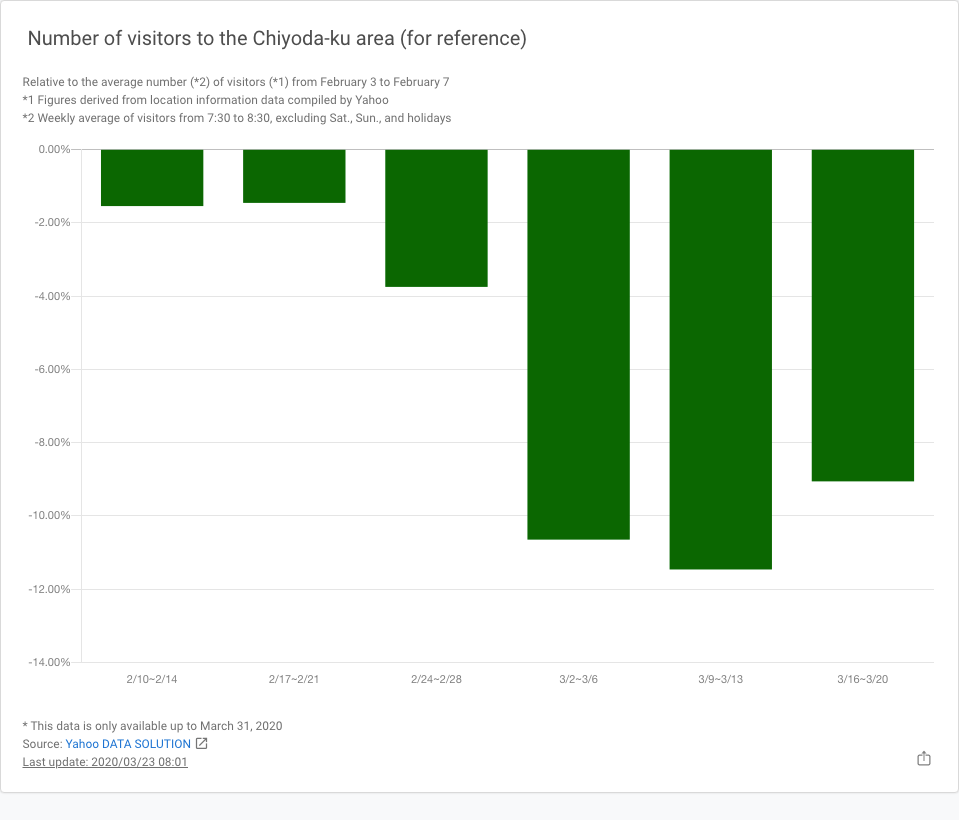 Number of visitors to the Chiyoda-ku area (for reference)
Relative to the average number (*2) of visitors (*1) from February 3 to February 7
*1 Figures derived from location information data compiled by Yahoo
*2 Weekly average of visitors from 7:30 to 8:30, excluding Sat., Sun., and holidays
0.00%
-2.00%
-4.00%
-6.00%
-8.00%
-10.00%
-12.00%
-14.00%
2/10~2/14 2/17~2/21 2/24~2/28 3/2~3/6 3/9~3/13 3/16~3/20
* This data is only available up to March 31, 2020
Source: Yahoo DATA SOLUTION
Last update: 2020/03/23 08:01